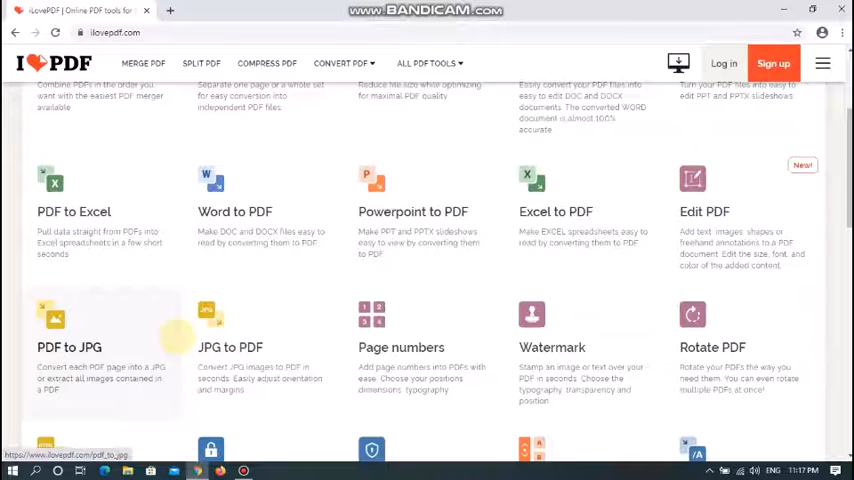 www.BANDICAM.com
iLovePDF | Online PDF tools for
ilovepdf.com
I PDF
MERGE PDF
SPLIT PDF
COMPRESS PDF
CONVERT PDF
ALL PDF TOOLS
Log in
Sign up
Combine PDFs in the order you
want with the easiest PDF merger
available
Separate one page or a whole set
for easy conversion into
independent PDF files.
Reduce file size while optimizing
for maximal PDF quality
Easily convert your PDF files into
easy to edit DOC and DOCX
documents. The converted WORD
document is almost 100%
accurate
Turn your PDF files into easy to
edit PPT and PPTX slideshows.
New!
PDF to Excel
Pull data straight from PDFs into
Excel spreadsheets in a few short
seconds
Word to PDF
Make DOC and DOCX files easy to
read by converting them to PDF.
Powerpoint to PDF
Make PPT and PPTX slideshows
easy to view by converting them
to PDF
Excel to PDF
Make EXCEL spreadsheets easy to
read by converting them to PDF
Edit PDF
Add text images shapes or
freehand annotations to a PDF
document. Edit the size, font, and
color of the added content.
PDF to JPG
Convert each PDF page into a JPG
or extract all images contained in
a PDF
JPG
JPG to PDF
Convert JPG images to PDF in
seconds. Easily adjust orientation
and margins
1 2
3 4
Page numbers
Add page numbers into PDFs with
ease. Choose your positions
dimensions, typography
Watermark
Stamp an image or text over your
PDF in seconds. Choose the
typography, transparency and
position.
Rotate PDF
Rotate your PDFs the way you
need them. You can even rotate
multiple PDFs at once!
HTML
A
B
/A
https://www.ilovepdf.com/pdf_to_jpg
ENG
11:17 PM